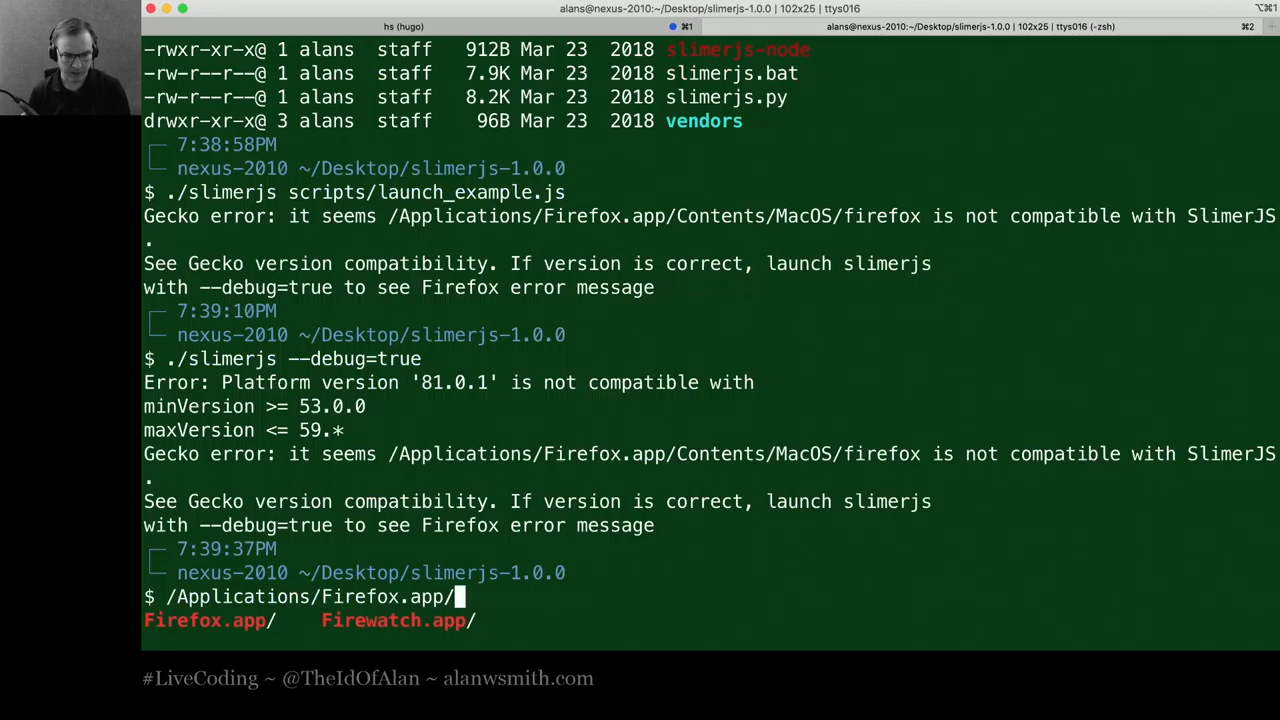 alans@nexus-2010:~/Desktop/slimerjs-1.0.0 | 102x25 | ttys016
⌥⌘1
hs (hugo)
⌘1
alans@nexus-2010:~/Desktop/slimerjs-1.0.0 | 102x25 | ttys016 (-zsh)
⌘2
-rwxr-xr-x@ 1 alans  staff   912B Mar 23  2018 slimerjs-node
-rw-r--r--@ 1 alans  staff   7.9K Mar 23  2018 slimerjs.bat
-rw-r--r--@ 1 alans  staff   8.2K Mar 23  2018 slimerjs.py
drwxr-xr-x@ 3 alans  staff    96B Mar 23  2018 vendors
7:38:58PM
nexus-2010 ~/Desktop/slimerjs-1.0.0
$ ./slimerjs scripts/launch_example.js
Gecko error: it seems /Applications/Firefox.app/Contents/MacOS/firefox is not compatible with SlimerJS
.
See Gecko version compatibility. If version is correct, launch slimerjs
with --debug=true to see Firefox error message
7:39:10PM
nexus-2010 ~/Desktop/slimerjs-1.0.0
$ ./slimerjs --debug=true
Error: Platform version '81.0.1' is not compatible with
minVersion >= 53.0.0
maxVersion <= 59.*
Gecko error: it seems /Applications/Firefox.app/Contents/MacOS/firefox is not compatible with SlimerJS
.
See Gecko version compatibility. If version is correct, launch slimerjs
with --debug=true to see Firefox error message
7:39:37PM
nexus-2010 ~/Desktop/slimerjs-1.0.0
$ /Applications/Firefox.app/
Firefox.app/    Firewatch.app/
#LiveCoding ~ @TheIdOfAlan ~ alanwsmith.com